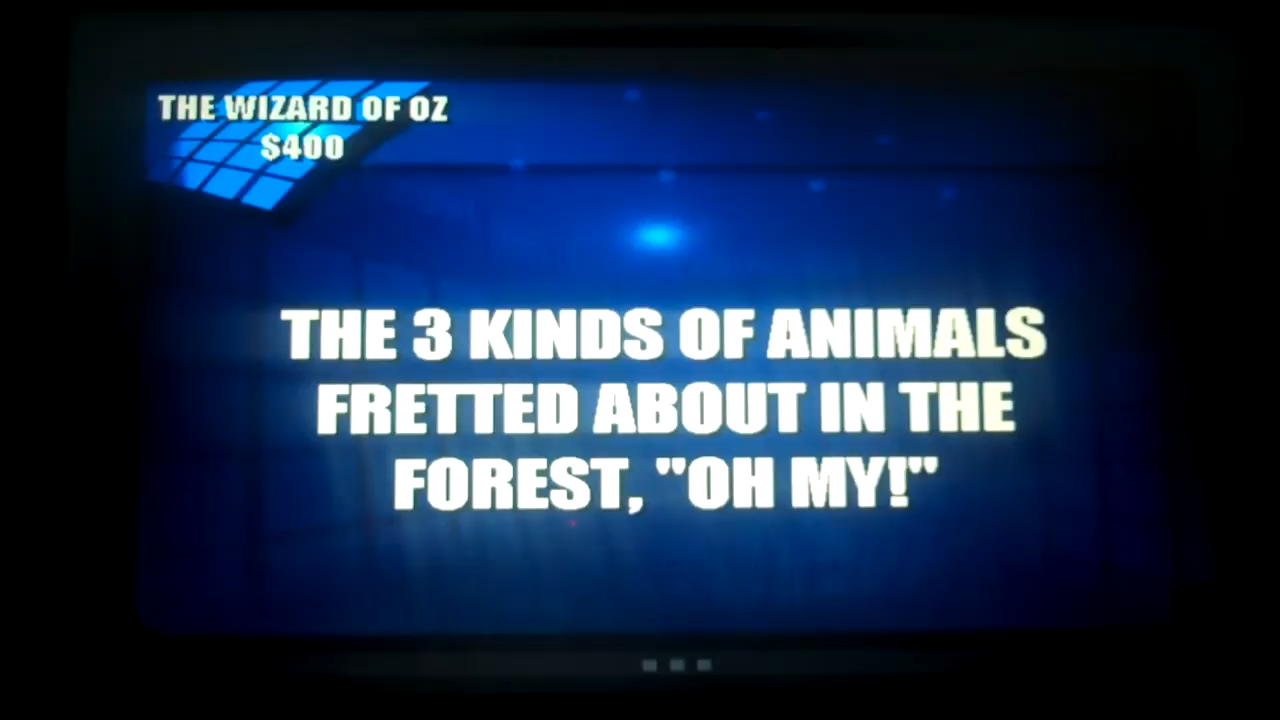 THE WIZARD OF OZ
$400
THE 3 KINDS OF ANIMALS
FRETTED ABOUT IN THE
FOREST, "OH MY!"